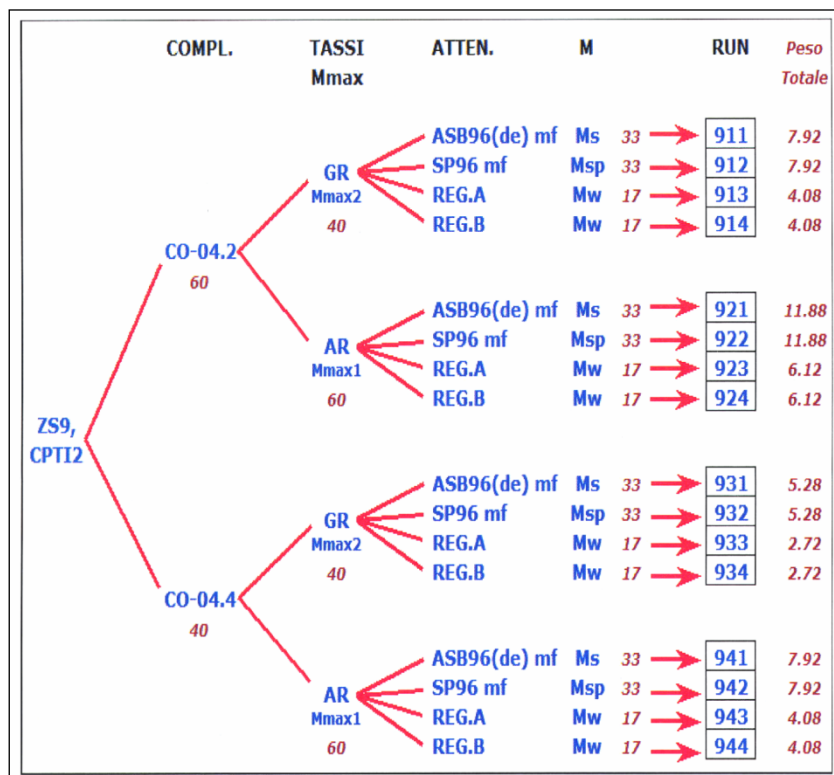 COMPL. TASSI ATTEN. M RUN Peso
Mmax Totale
ASB96(de) mf Ms 33 911 7.92
GR SP96 mf Msp 33 912 7.92
Mmax2 REG.A Mw 17 913 4.08
40 REG.B Mw 17 914 4.08
CO-04.2
60
ASB96(de) mf Ms 33 921 11.88
AR SP96 mf Msp 33 922 11.88
Mmax1 REG.A Mw 17 923 6.12
60 REG.B Mw 17 924 6.12
ZS9,
CPTI2
ASB96(de) mf Ms 33 931 5.28
GR SP96 mf Msp 33 932 5.28
Mmax2 REG.A Mw 17 933 2.72
40 REG.B Mw 17 934 2.72
CO-04.4
40
ASB96(de) mf Ms 33 941 7.92
AR SP96 mf Msp 33 942 7.92
Mmax1 REG.A Mw 17 943 4.08
60 REG.B Mw 17 944 4.08